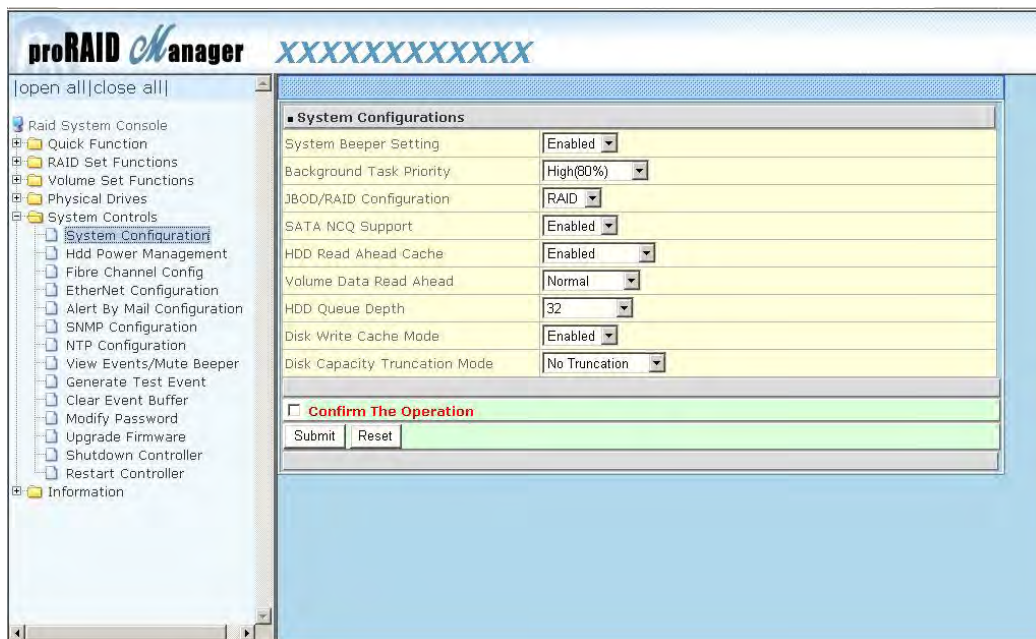 proRAID Manager XXXXXXXXXXXX
|open all|close all|
Raid System Console
Quick Function
RAID Set Functions
Volume Set Functions
Physical Drives
System Controls
System Configuration
Hdd Power Management
Fibre Channel Config
EtherNet Configuration
Alert By Mail Configuration
SNMP Configuration
NTP Configuration
View Events/Mute Beeper
Generate Test Event
Clear Event Buffer
Modify Password
Upgrade Firmware
Shutdown Controller
Restart Controller
Information
System Configurations
System Beeper Setting Enabled
Background Task Priority High(80%)
JBOD/RAID Configuration RAID
SATA NCQ Support Enabled
HDD Read Ahead Cache Enabled
Volume Data Read Ahead Normal
HDD Queue Depth 32
Disk Write Cache Mode Enabled
Disk Capacity Truncation Mode No Truncation
Confirm The Operation
Submit Reset